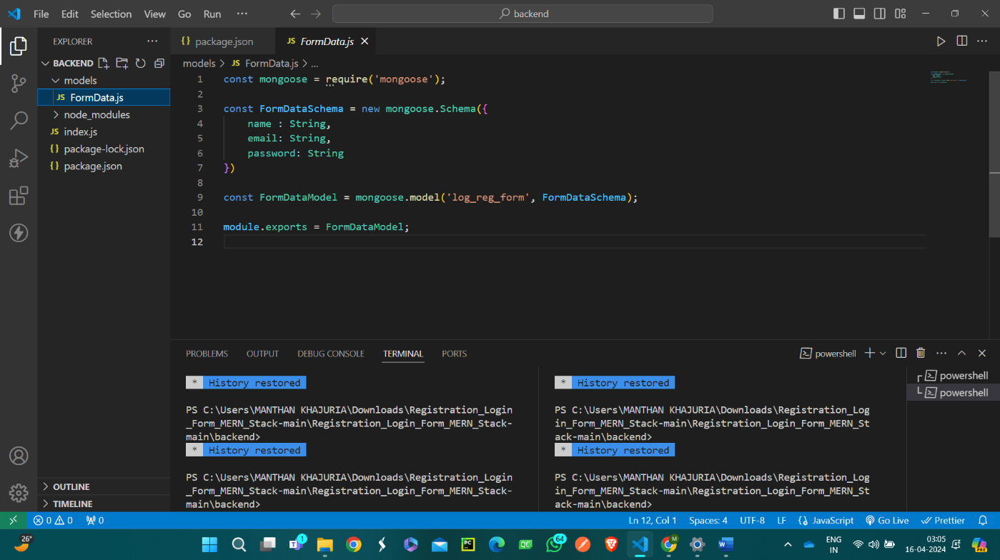 File Edit Selection View Go Run ··· backend
EXPLORER ···
BACKEND
models
JS FormData.js
node_modules
JS index.js
{} package-lock.json
{} package.json
OUTLINE
TIMELINE
{} package.json JS FormData.js
models > JS FormData.js > ...
1 const mongoose = require('mongoose');
2
3 const FormDataSchema = new mongoose.Schema({
4 name : String,
5 email: String,
6 password: String
7 })
8
9 const FormDataModel = mongoose.model('log_reg_form', FormDataSchema);
10
11 module.exports = FormDataModel;
12
PROBLEMS OUTPUT DEBUG CONSOLE TERMINAL PORTS powershell
* History restored
PS C:\Users\MANTHAN KHAJURIA\Downloads\Registration_Login
_Form_MERN_Stack-main\Registration_Login_Form_MERN_Stack-
main\backend>
* History restored
PS C:\Users\MANTHAN KHAJURIA\Downloads\Registration_Login
_Form_MERN_Stack-main\Registration_Login_Form_MERN_Stack-
main\backend>
* History restored
PS C:\Users\MANTHAN KHAJURIA\Downloads\Registration_Log
in_Form_MERN_Stack-main\Registration_Login_Form_MERN_St
ack-main\backend>
* History restored
PS C:\Users\MANTHAN KHAJURIA\Downloads\Registration_Log
in_Form_MERN_Stack-main\Registration_Login_Form_MERN_St
ack-main\backend>
powershell
powershell
0 0 0 Ln 12, Col 1 Spaces: 4 UTF-8 LF {} JavaScript Go Live Prettier
26° 1 PC QC 64 M W ENG 03:05
IN 16-04-2024 PRE